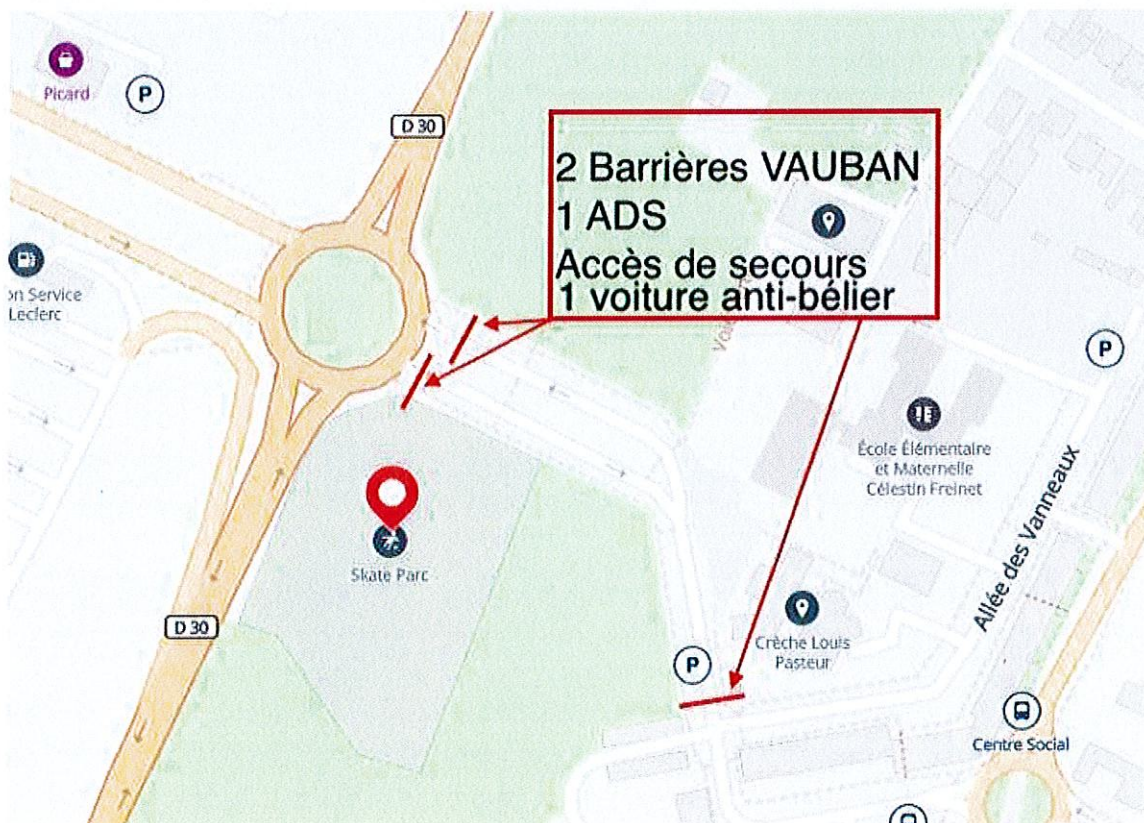 Picard
P
D 30
2 Barrières VAUBAN
1 ADS
Accès de secours
1 voiture anti-bélier
on Service
Leclerc
P
École Élémentaire
et Maternelle
Célestin Freinet
Allée des Vanneaux
Skate Parc
D 30
Crèche Louis
Pasteur
P
Centre Social